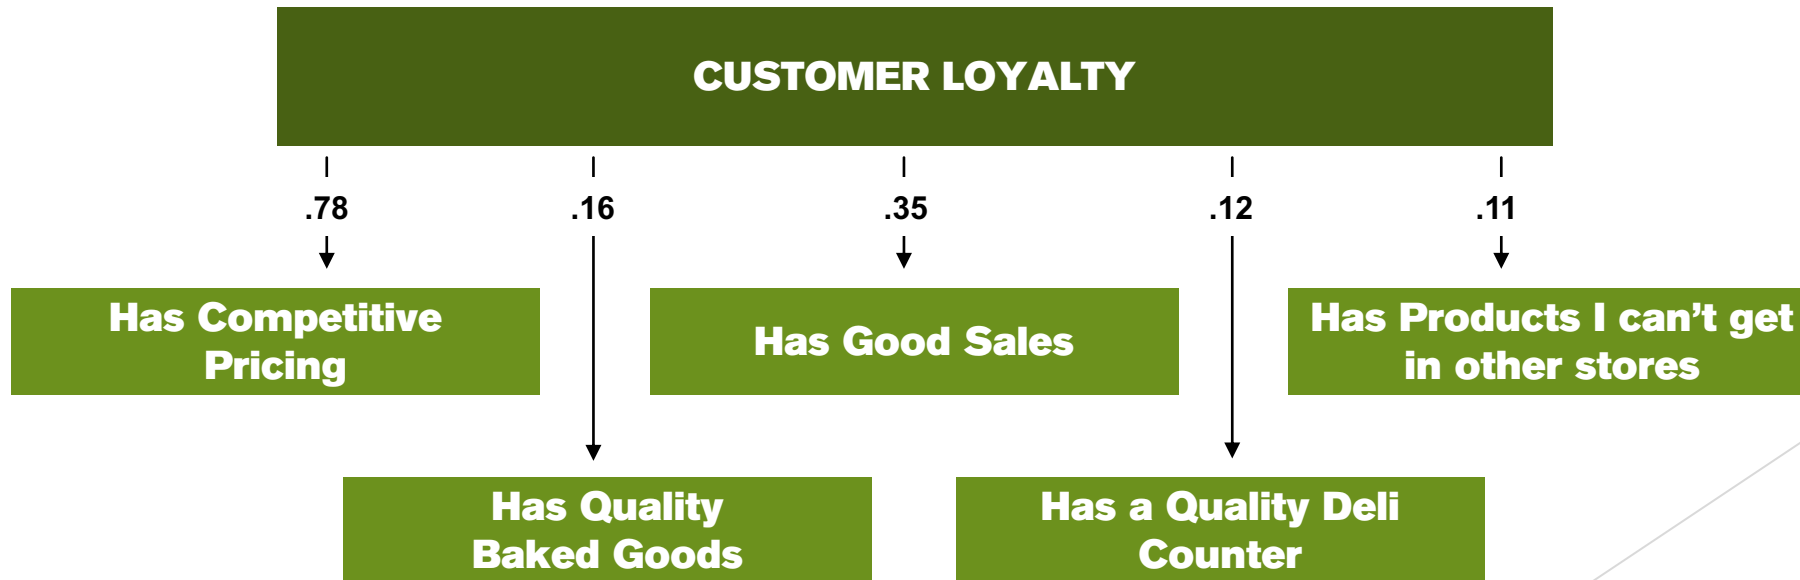 CUSTOMER LOYALTY
.78
.16
.35
.12
.11
Has Competitive
Pricing
Has Good Sales
Has Products I can’t get
in other stores
Has Quality
Baked Goods
Has a Quality Deli
Counter